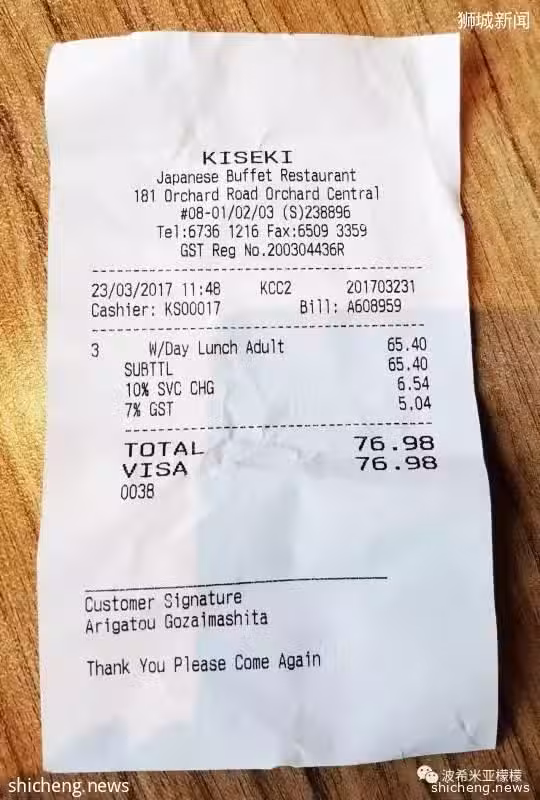 狮城新闻
KISEKI
Japanese Buffet Restaurant
181 Orchard Road Orchard Central
#08-01/02/03 (S)238896
Tel:6736 1216 Fax:6509 3359
GST Reg No.200304436R
23/03/2017 11:48 KCC2 201703231
Cashier: KS00017 Bill: A608959
3 W/Day Lunch Adult 65.40
SUBTTL 65.40
10% SVC CHG 6.54
7% GST 5.04
TOTAL 76.98
VISA 76.98
0038
Customer Signature
Arigatou Gozaimashita
Thank You Please Come Again
波希米亚檬檬
shicheng.news
shicheng.news